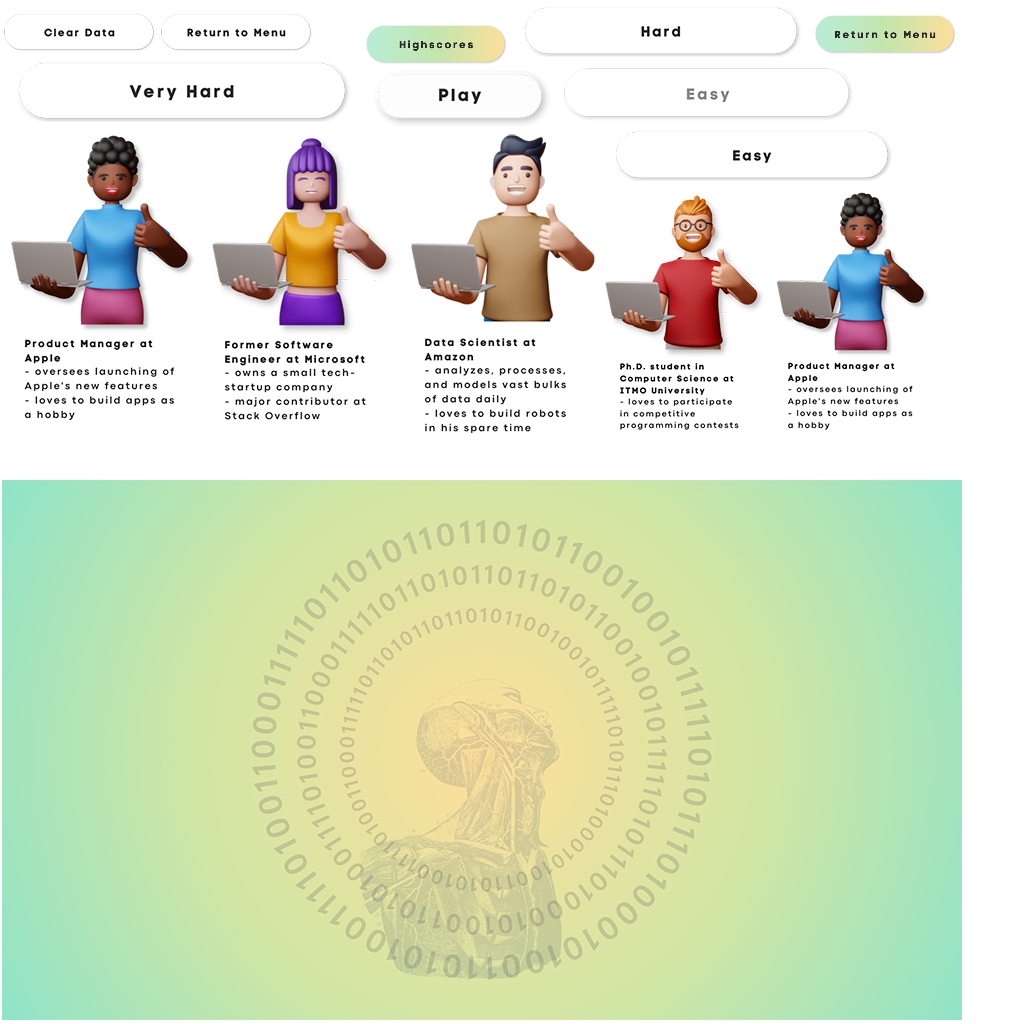 Clear Data
Return to Menu
Highscores
Hard
Return to Menu
Very Hard
Play
Easy
Easy
Product Manager at
Apple
- oversees launching of
Apple's new features
- loves to build apps as
a hobby
Former Software
Engineer at Microsoft
- owns a small tech-
startup company
- major contributor at
Stack Overflow
Data Scientist at
Amazon
- analyzes, processes,
and models vast bulks
of data daily
- loves to build robots
in his spare time
Ph.D. student in
Computer Science at
ITMO University
- loves to participate
in competitive
programming contests
Product Manager at
Apple
- oversees launching of
Apple's new features
- loves to build apps as
a hobby